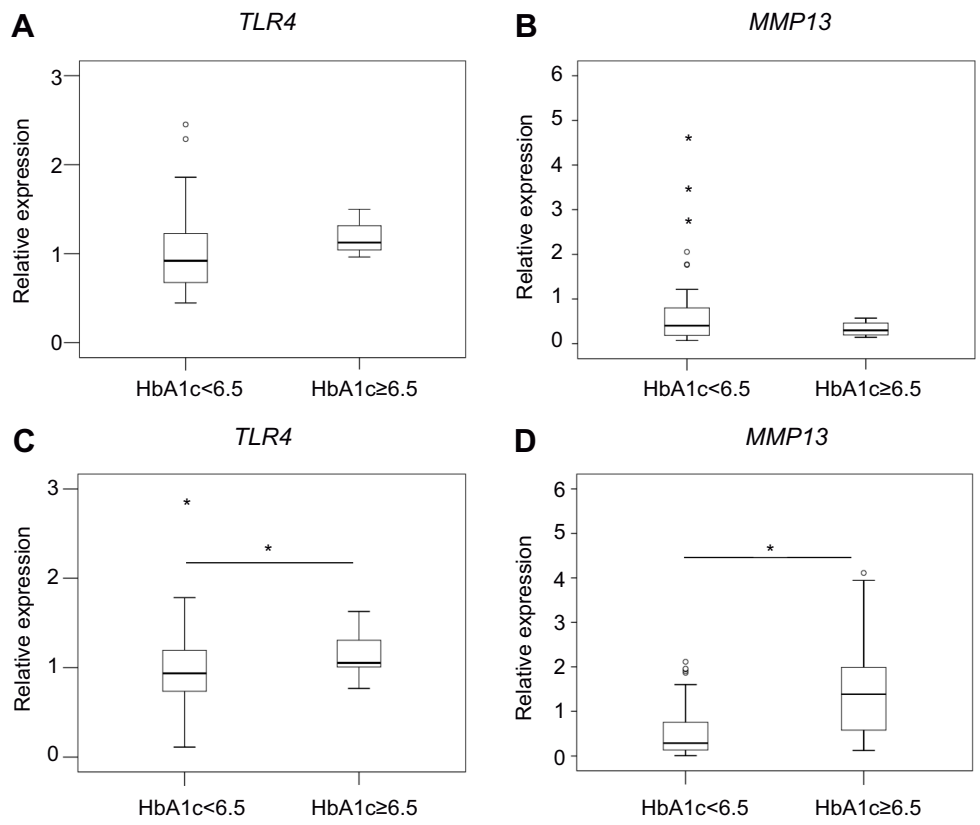 A
TLR4
Relative expression
3
2
1
0
HbA1c<6.5 HbA1c≥6.5
B
MMP13
Relative expression
6
5
4
3
2
1
0
*
*
*
HbA1c<6.5 HbA1c≥6.5
C
TLR4
Relative expression
3
2
1
0
*
*
HbA1c<6.5 HbA1c≥6.5
D
MMP13
Relative expression
6
5
4
3
2
1
0
*
HbA1c<6.5 HbA1c≥6.5